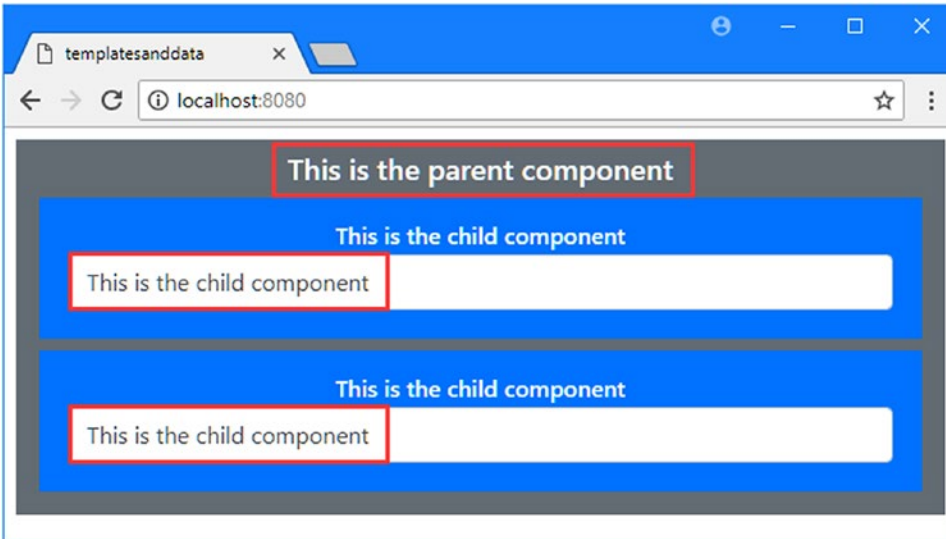 templatesanddata
localhost:8080
This is the parent component
This is the child component
This is the child component
This is the child component
This is the child component